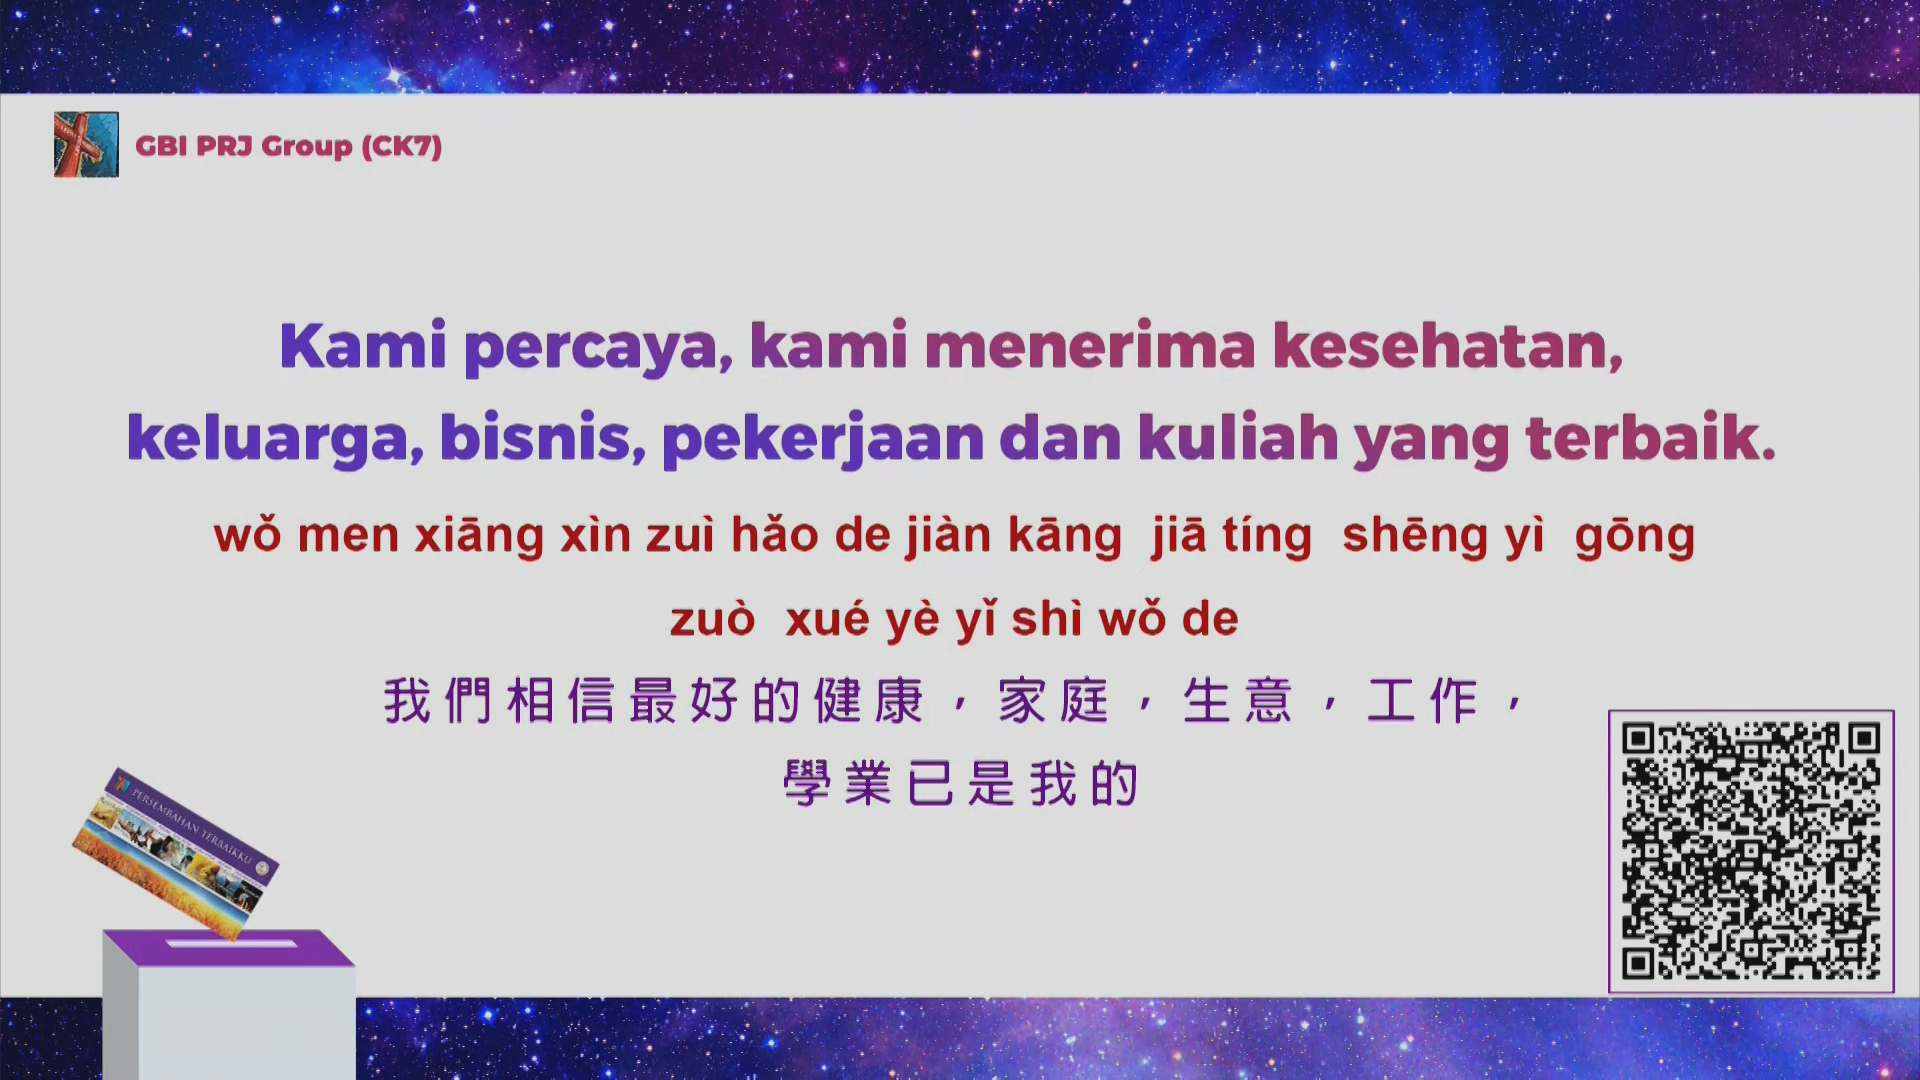 GBI PRJ Group (CK7)
Kami percaya, kami menerima kesehatan,
keluarga, bisnis, pekerjaan dan kuliah yang terbaik.
wǒ men xiāng xìn zuì hǎo de jiàn kāng  jiā tíng  shēng yì  gōng
zuò  xué yè yǐ shì wǒ de
我們相信最好的健康，家庭，生意，工作，
學業已是我的
PERSEMBAHAN TERBAIKKU